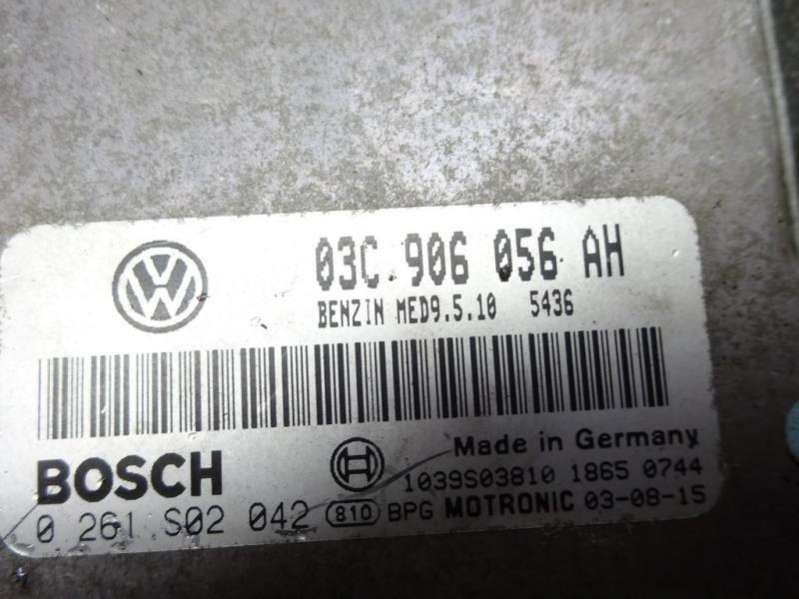 03C 906 056 AH
BENZIN MED9.5.10 5436
BOSCH
Made in Germany
1039S03810 1865 0744
0 261 S02 042 810 BPG MOTRONIC 03-08-15